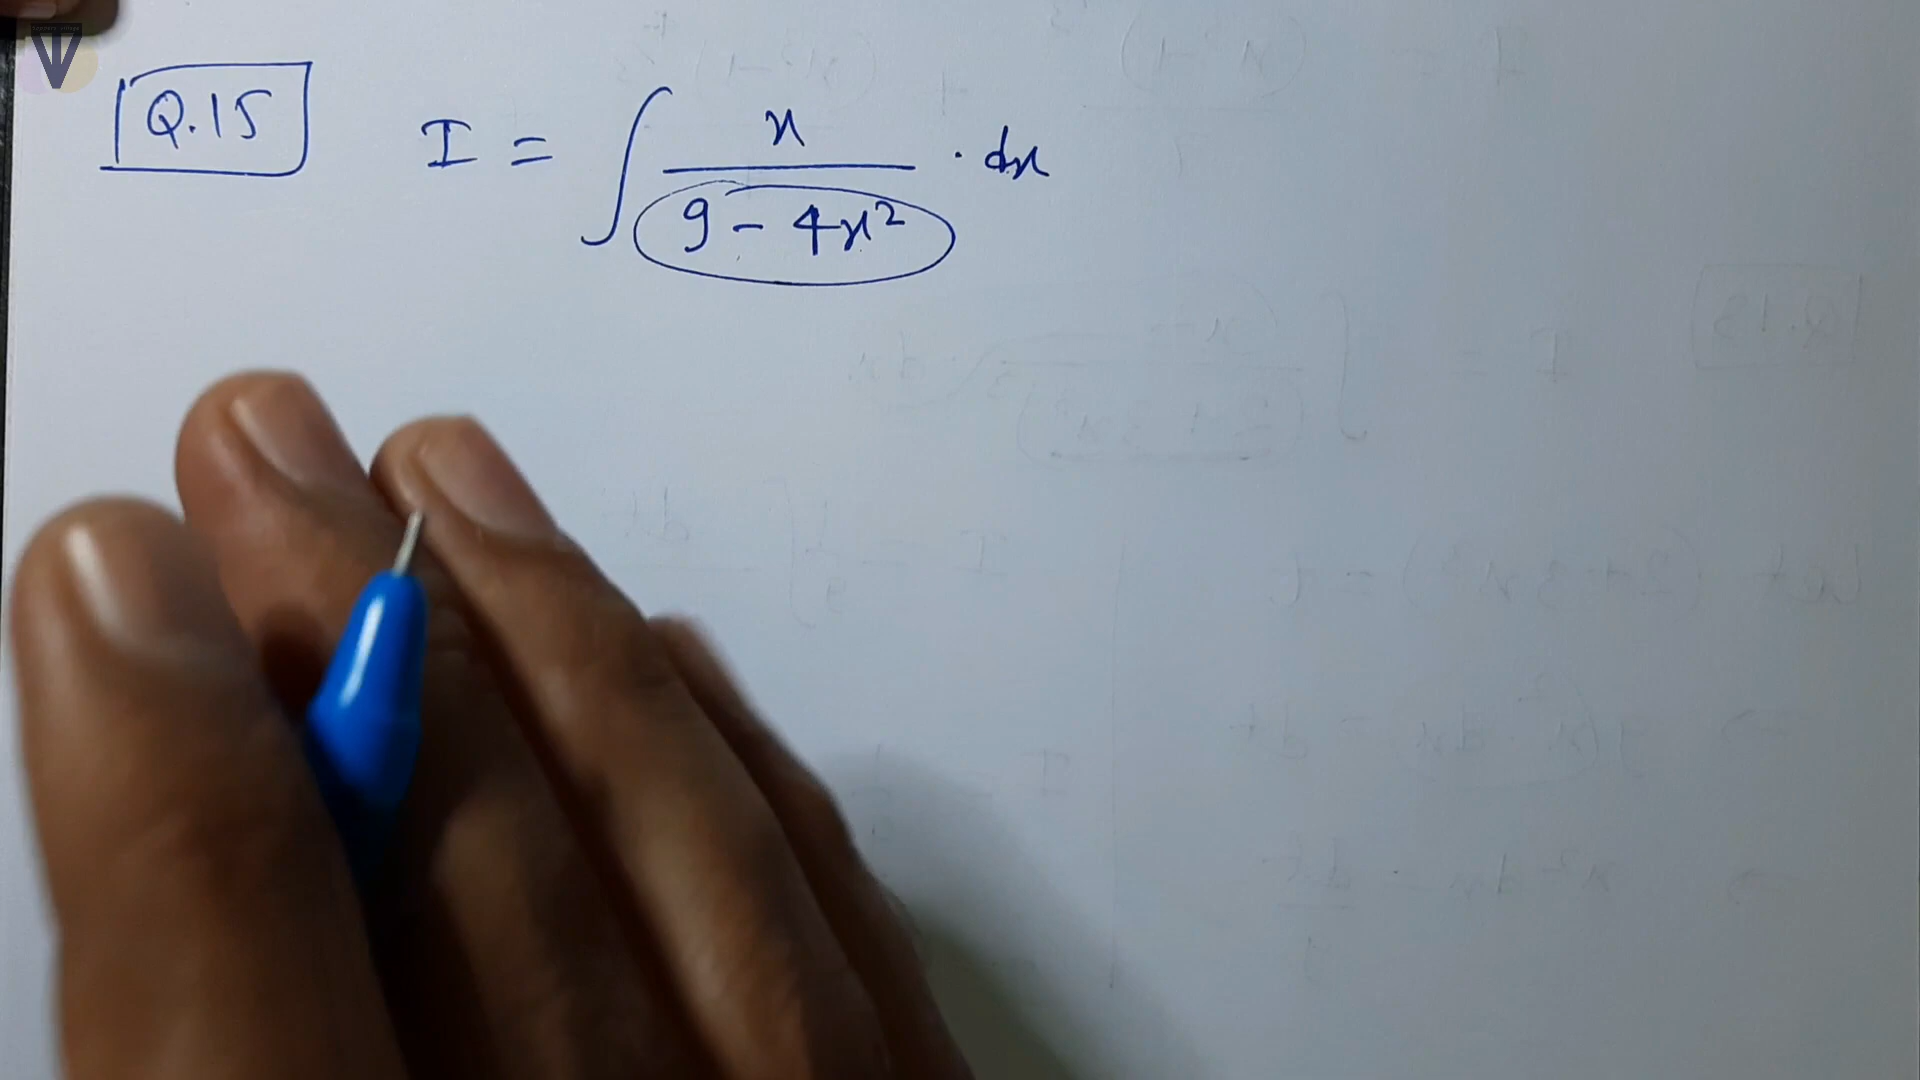 Q.15 I = ∫ x / (9 - 4x²) . dx